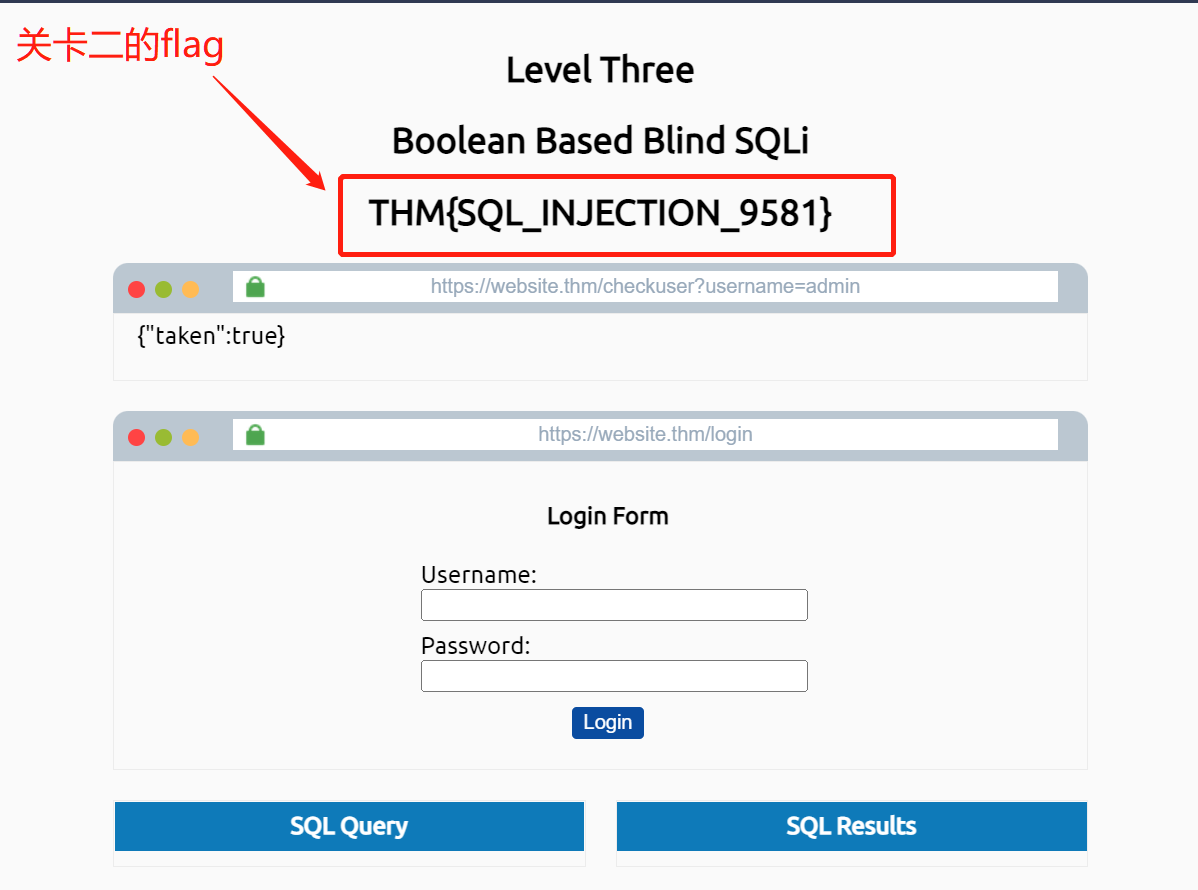 关卡二的flag
Level Three
Boolean Based Blind SQLi
THM{SQL_INJECTION_9581}
https://website.thm/checkuser?username=admin
{"taken":true}
https://website.thm/login
Login Form
Username:
Password:
Login
SQL Query
SQL Results